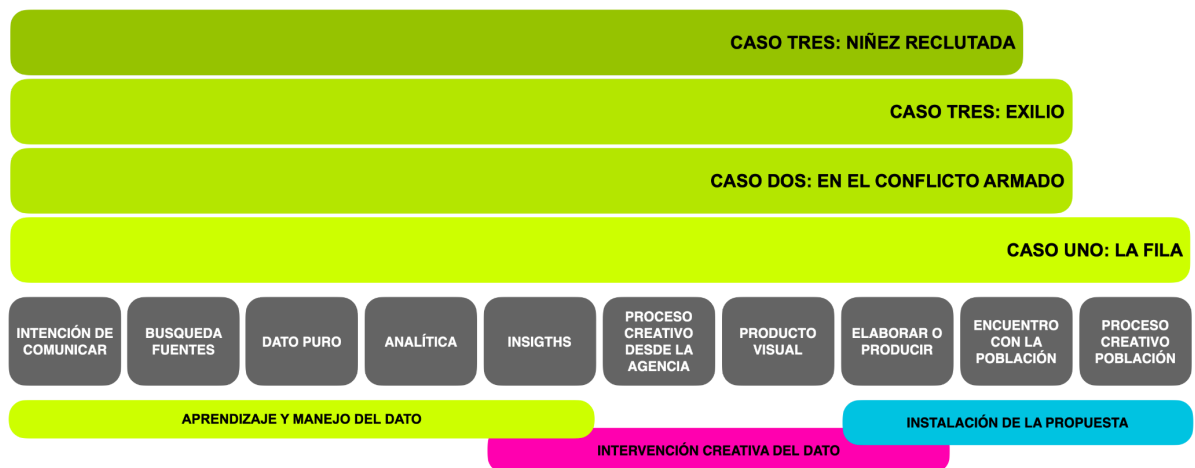 CASO TRES: NIÑEZ RECLUTADA
CASO TRES: EXILIO
CASO DOS: EN EL CONFLICTO ARMADO
CASO UNO: LA FILA
INTENCIÓN DE
COMUNICAR
BUSQUEDA
FUENTES
DATO PURO
ANALÍTICA
INSIGTHS
PROCESO
CREATIVO
DESDE LA
AGENCIA
PRODUCTO
VISUAL
ELABORAR O
PRODUCIR
ENCUENTRO
CON LA
POBLACIÓN
PROCESO
CREATIVO
POBLACIÓN
APRENDIZAJE Y MANEJO DEL DATO
INSTALACIÓN DE LA PROPUESTA
INTERVENCIÓN CREATIVA DEL DATO